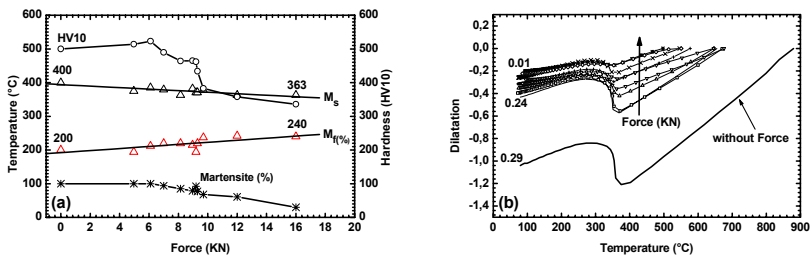 600
500
400
300
200
100
0
Temperature (°C)
HV10
400
363
M_s
200
240
M_f(%)
Martensite (%)
(a)
600
500
400
300
200
100
0
Hardness (HV10)
0 2 4 6 8 10 12 14 16 18 20
Force (KN)
0,2
0,0
-0,2
-0,4
-0,6
-0,8
-1,0
-1,2
-1,4
Dilatation
0.01
0.24
0.29
Force (KN)
without Force
(b)
0 100 200 300 400 500 600 700 800 900
Temperature (°C)